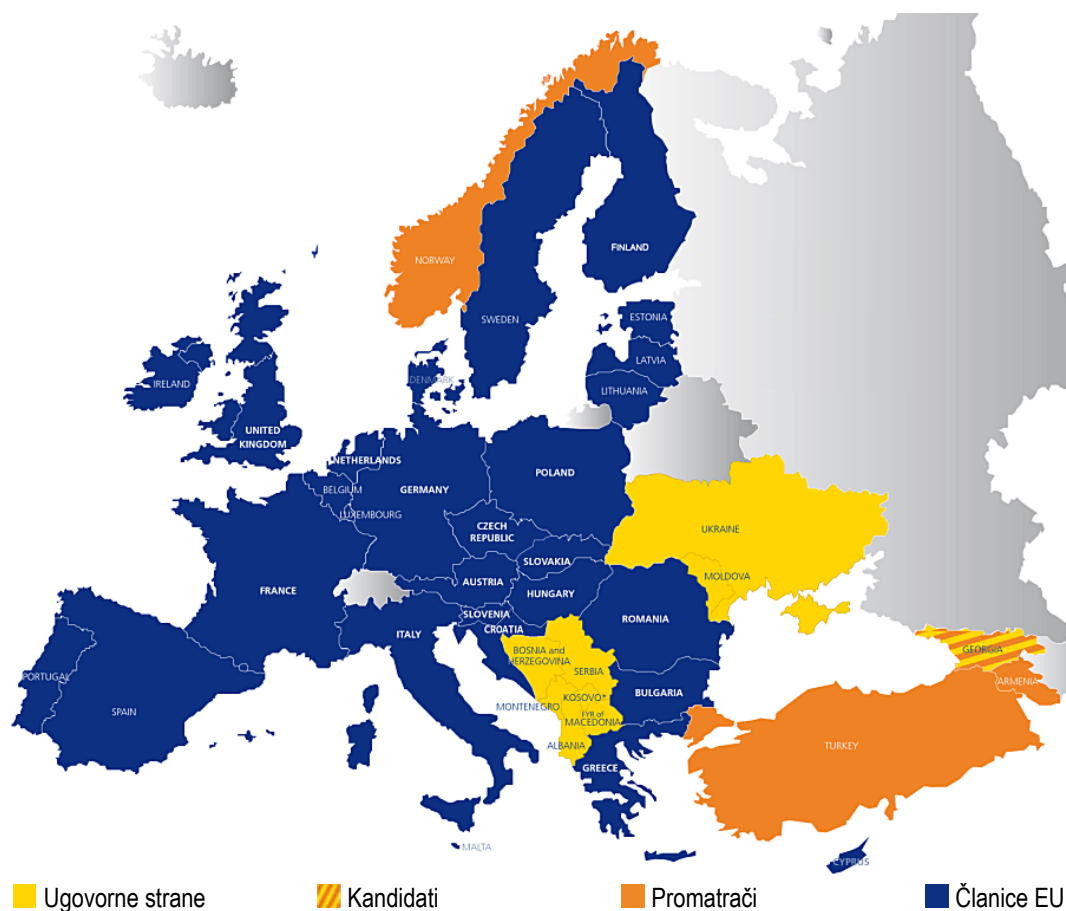 NORWAY
FINLAND
SWEDEN
ESTONIA
LATVIA
LITHUANIA
DENMARK
IRELAND
UNITED
KINGDOM
NETHERLANDS
BELGIUM
LUXEMBOURG
GERMANY
POLAND
CZECH
REPUBLIC
SLOVAKIA
UKRAINE
MOLDOVA
FRANCE
AUSTRIA
HUNGARY
SLOVENIA
CROATIA
ITALY
ROMANIA
BOSNIA and
HERZEGOVINA
SERBIA
KOSOVO*
MONTENEGRO
FYR of
MACEDONIA
ALBANIA
BULGARIA
GREECE
GEORGIA
ARMENIA
TURKEY
PORTUGAL
SPAIN
MALTA
CYPRUS
Ugovorne strane
Kandidati
Promatrači
Članice EU